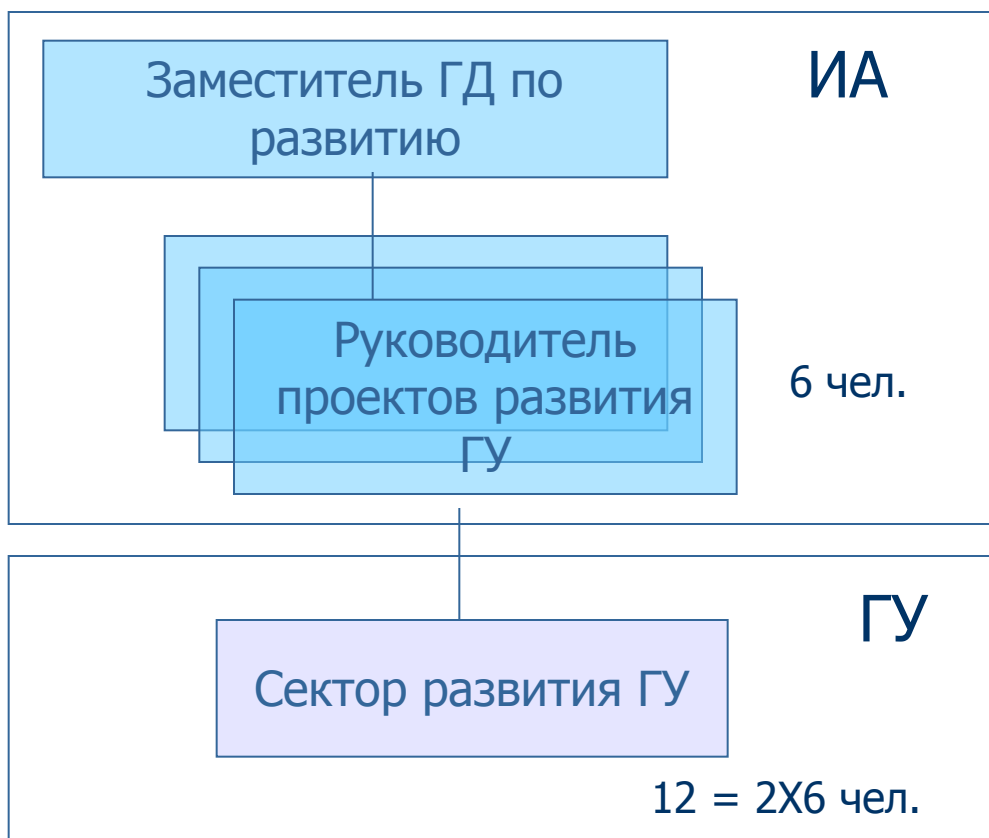 Заместитель ГД по
развитию
ИА
Руководитель
проектов развития
ГУ
6 чел.
ГУ
Сектор развития ГУ
12 = 2Х6 чел.